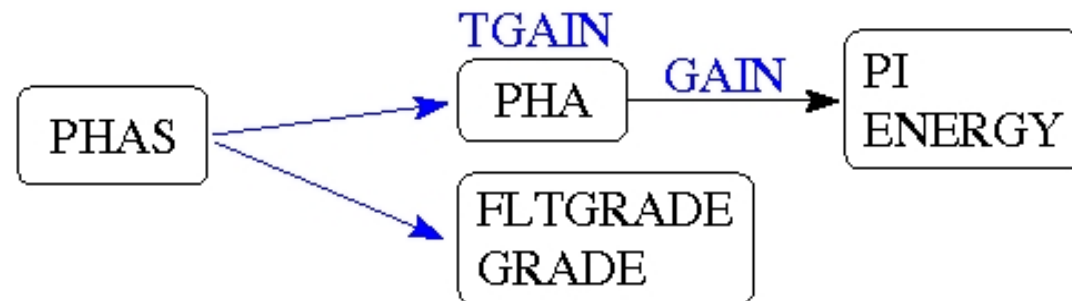 TGAIN
PHAS
PHA
GAIN
PI
ENERGY
FLTGRADE
GRADE